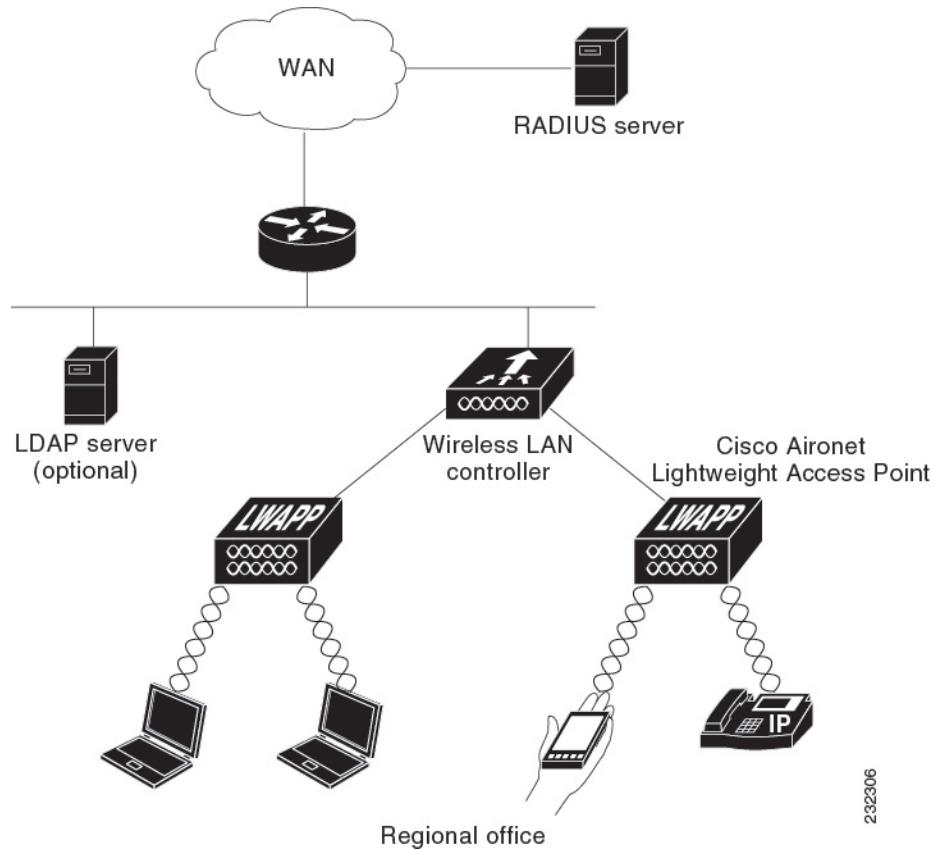 WAN
RADIUS server
LDAP server
(optional)
Wireless LAN
controller
Cisco Aironet
Lightweight Access Point
LWAPP
LWAPP
IP
Regional office
232306